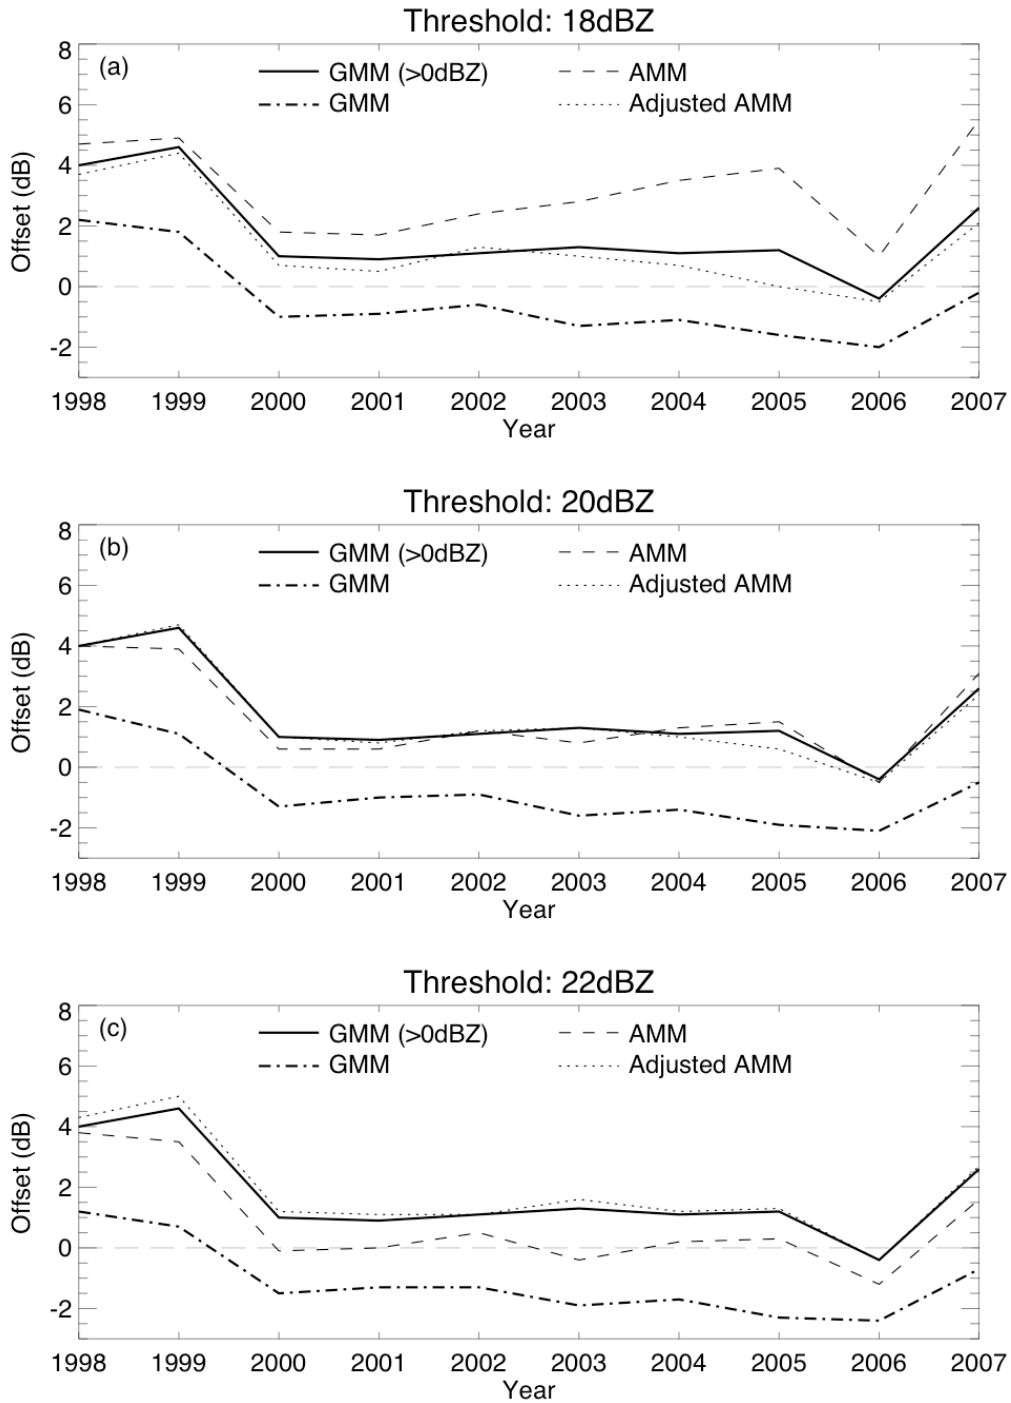 Threshold: 18dBZ
(a)
GMM (>0dBZ)
AMM
GMM
Adjusted AMM
8
6
4
2
0
-2
Offset (dB)
1998 1999 2000 2001 2002 2003 2004 2005 2006 2007
Year
Threshold: 20dBZ
(b)
GMM (>0dBZ)
AMM
GMM
Adjusted AMM
8
6
4
2
0
-2
Offset (dB)
1998 1999 2000 2001 2002 2003 2004 2005 2006 2007
Year
Threshold: 22dBZ
(c)
GMM (>0dBZ)
AMM
GMM
Adjusted AMM
8
6
4
2
0
-2
Offset (dB)
1998 1999 2000 2001 2002 2003 2004 2005 2006 2007
Year